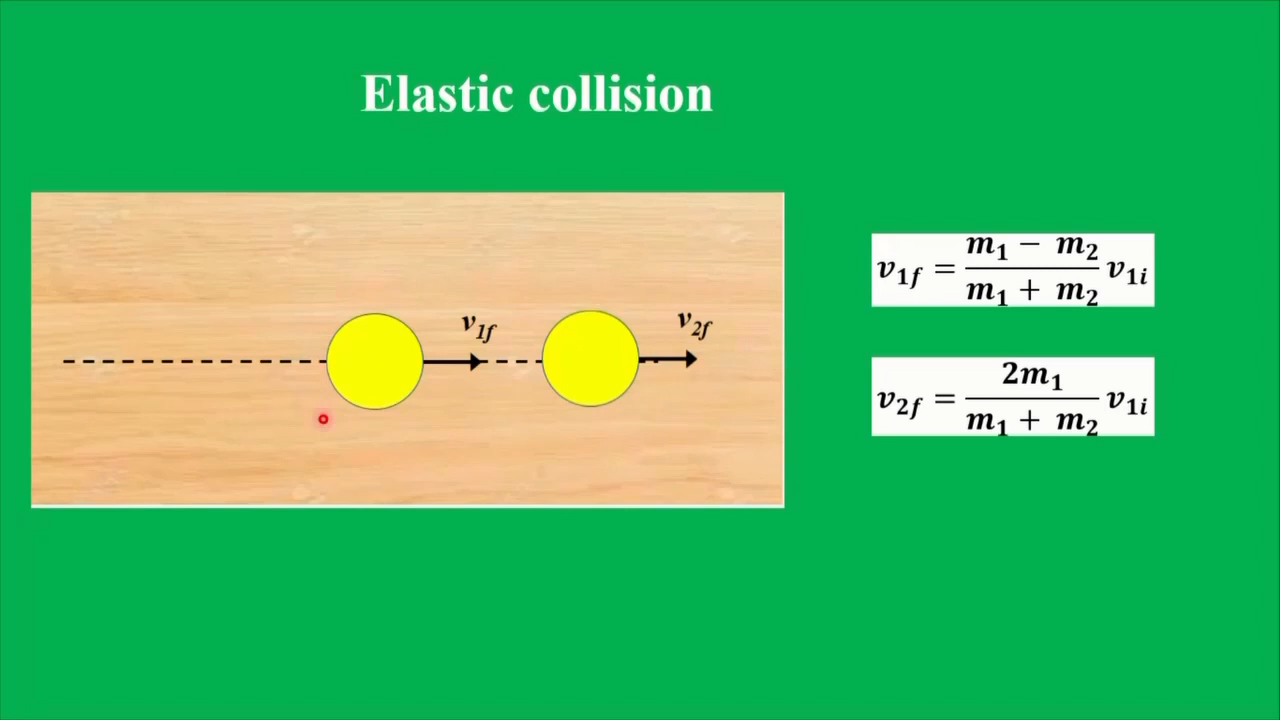 Elastic collision
v₁f
v₂f
v₁f = (m₁ − m₂)/(m₁ + m₂) v₁i
v₂f = 2m₁/(m₁ + m₂) v₁i